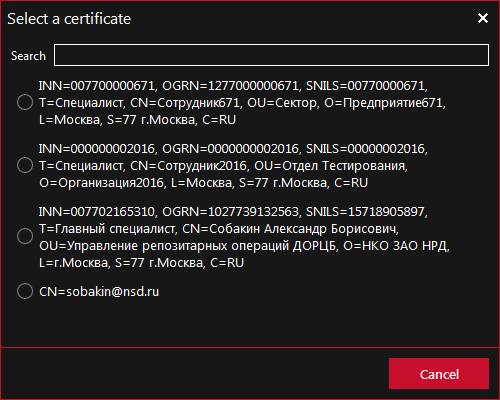 Select a certificate
Search
INN=007700000671, OGRN=1277000000671, SNILS=00770000671,
T=Специалист, CN=Сотрудник671, OU=Сектор, O=Предприятие671,
L=Москва, S=77 г.Москва, C=RU
INN=000000002016, OGRN=0000000002016, SNILS=00000002016,
T=Специалист, CN=Сотрудник2016, OU=Отдел Тестирования,
O=Организация2016, L=Москва, S=77 г.Москва, C=RU
INN=007702165310, OGRN=1027739132563, SNILS=15718905897,
T=Главный специалист, CN=Собакин Александр Борисович,
OU=Управление репозитарных операций ДОРЦБ, O=НКО ЗАО НРД,
L=г.Москва, S=77 г.Москва, C=RU
CN=sobakin@nsd.ru
Cancel